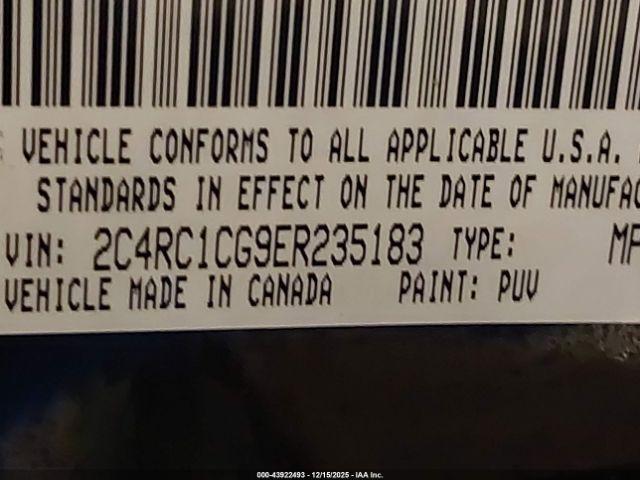 VEHICLE CONFORMS TO ALL APPLICABLE U.S.A.
STANDARDS IN EFFECT ON THE DATE OF MANUFAC
VIN: 2C4RC1CG9ER235183 TYPE: MP
VEHICLE MADE IN CANADA PAINT: PUV
000-43922493 - 12/15/2025 - IAA Inc.